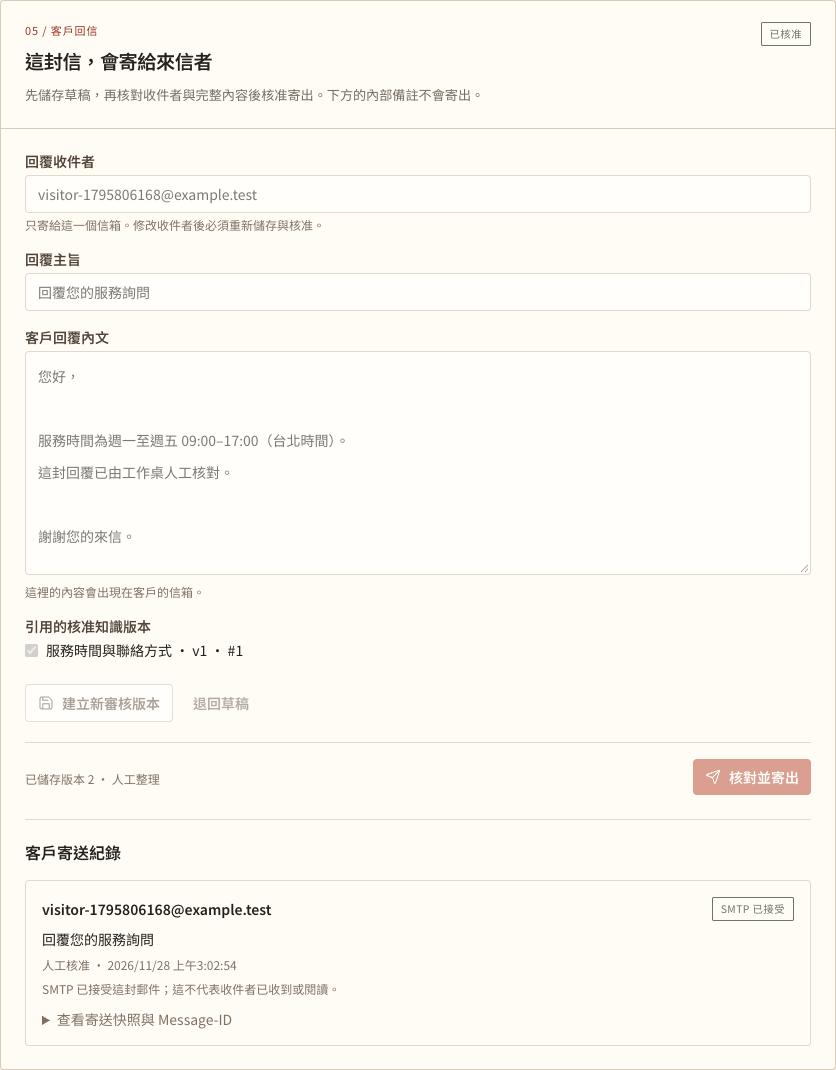 05 / 客戶回信
已核准
這封信，會寄給來信者
先儲存草稿，再核對收件者與完整內容後核准寄出。下方的內部備註不會寄出。
回覆收件者
visitor-1795806168@example.test
只寄給這一個信箱。修改收件者後必須重新儲存與核准。
回覆主旨
回覆您的服務詢問
客戶回覆內文
您好，
服務時間為週一至週五 09:00–17:00（台北時間）。
這封回覆已由工作桌人工核對。
謝謝您的來信。
這裡的內容會出現在客戶的信箱。
引用的核准知識版本
服務時間與聯絡方式 · v1 · #1
建立新審核版本
退回草稿
已儲存版本 2 · 人工整理
核對並寄出
客戶寄送紀錄
visitor-1795806168@example.test
SMTP 已接受
回覆您的服務詢問
人工核准 · 2026/11/28 上午3:02:54
SMTP 已接受這封郵件；這不代表收件者已收到或閱讀。
▶ 查看寄送快照與 Message-ID